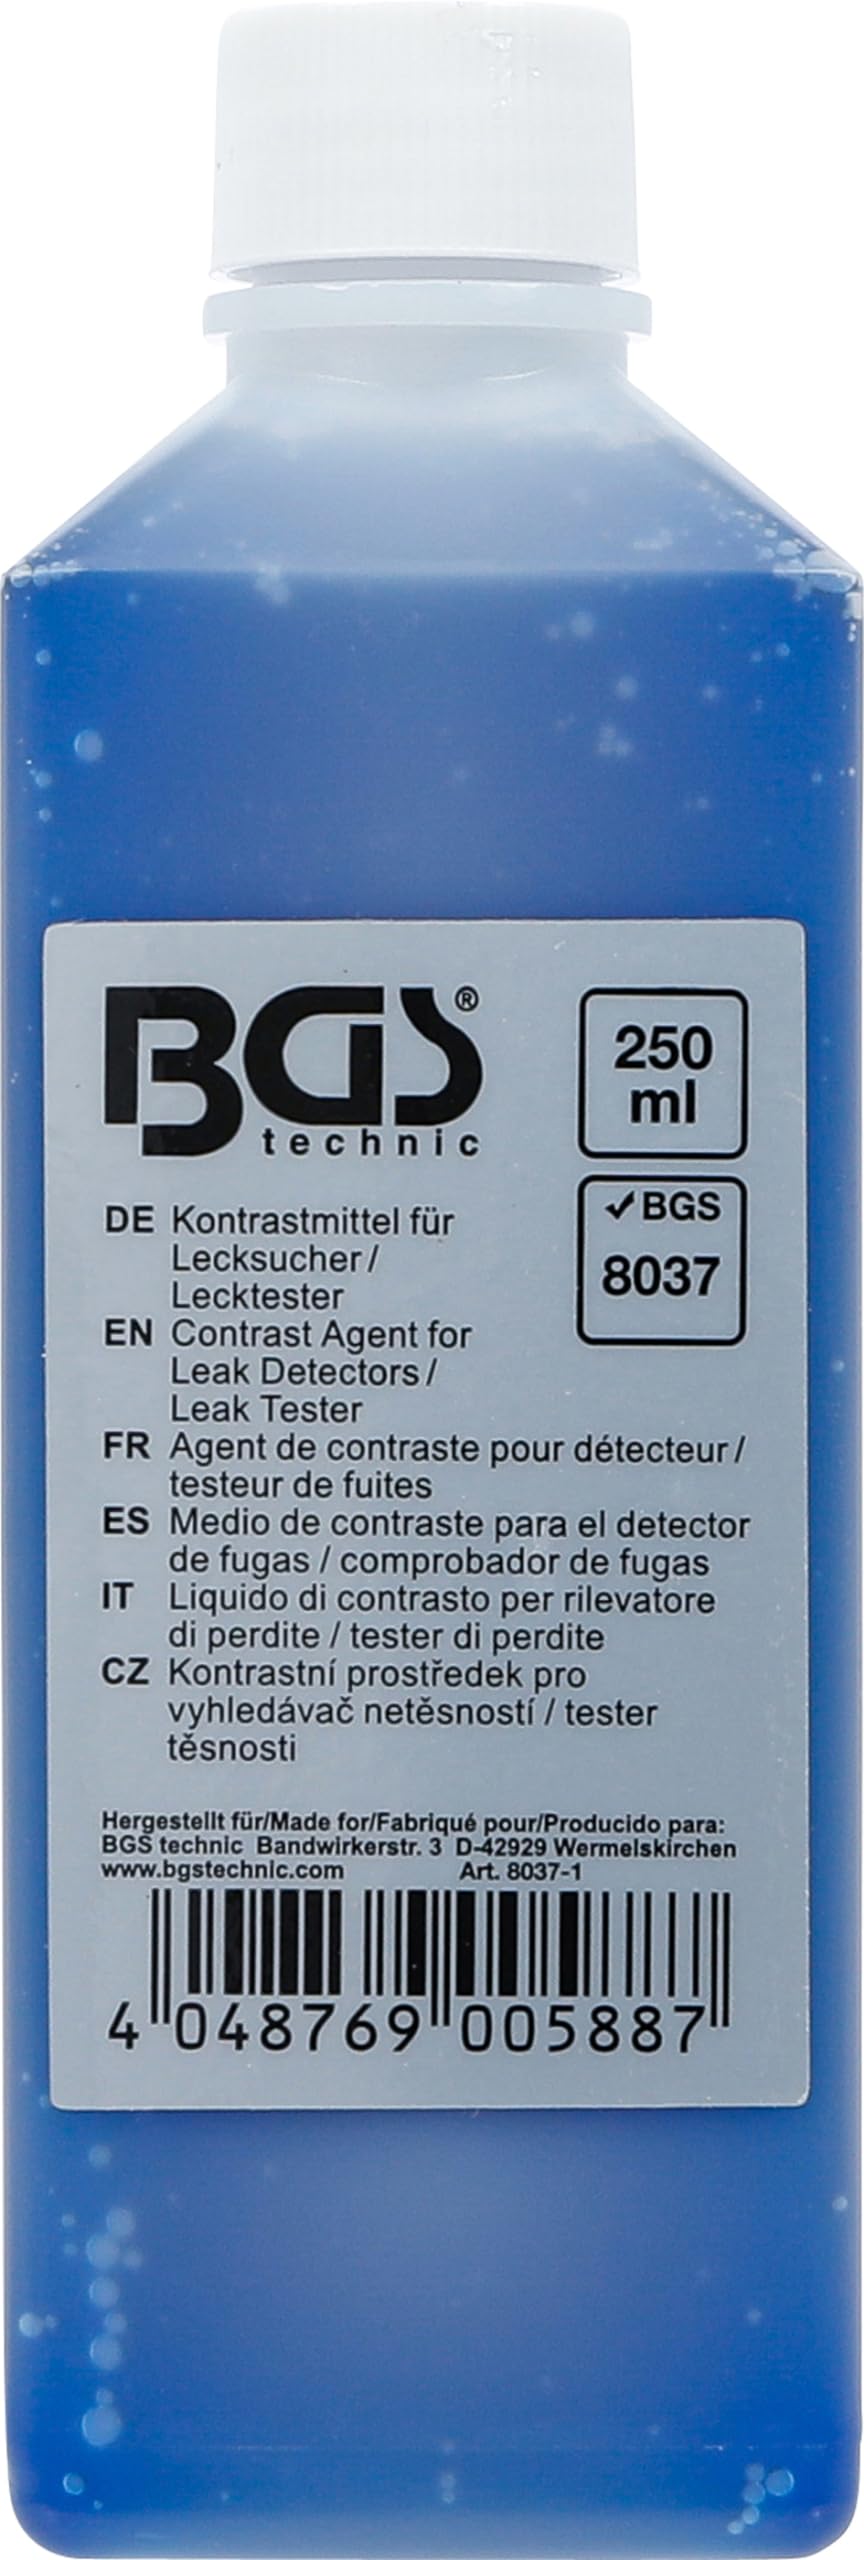 BGS®
technic
250
ml
✓BGS
8037
DE Kontrastmittel für
Lecksucher/
Lecktester
EN Contrast Agent for
Leak Detectors/
Leak Tester
FR Agent de contraste pour détecteur/
testeur de fuites
ES Medio de contraste para el detector
de fugas / comprobador de fugas
IT Liquido di contrasto per rilevatore
di perdite / tester di perdite
CZ Kontrastní prostředek pro
vyhledávač netěsností / tester
těsnosti
Hergestellt für/Made for/Fabriqué pour/Producido para:
BGS technic Bandwirkerstr. 3 D-42929 Wermelskirchen
www.bgstechnic.com Art. 8037-1
4 048769 005887